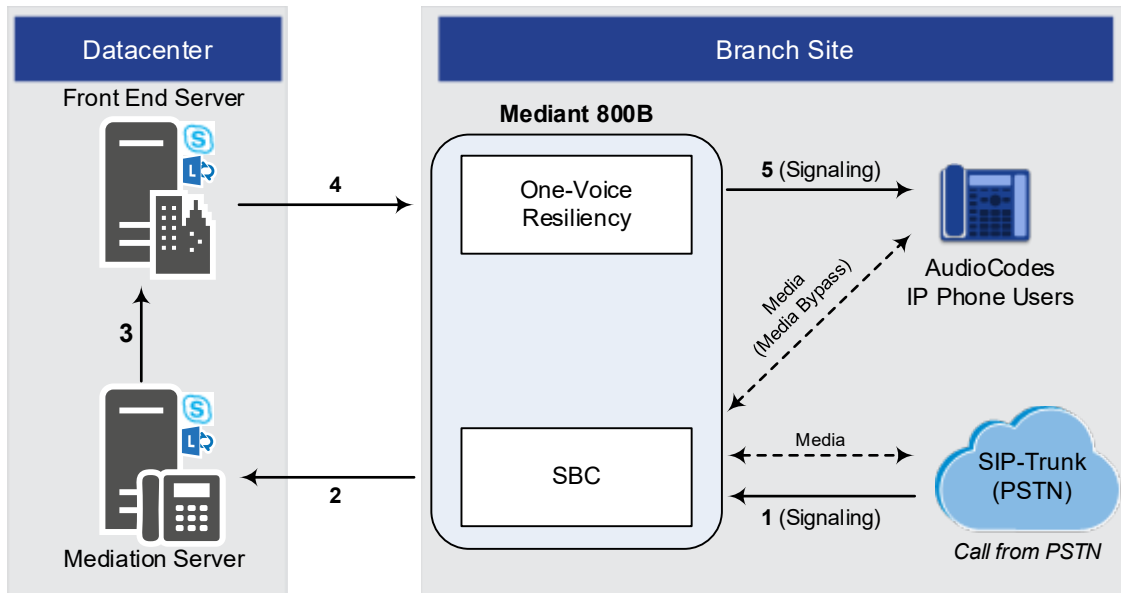 Datacenter
Branch Site
Front End Server
Mediant 800B
S
L
4
One-Voice
Resiliency
5 (Signaling)
AudioCodes
IP Phone Users
Media
(Media Bypass)
3
S
L
Media
SBC
SIP-Trunk
(PSTN)
2
1 (Signaling)
Call from PSTN
Mediation Server